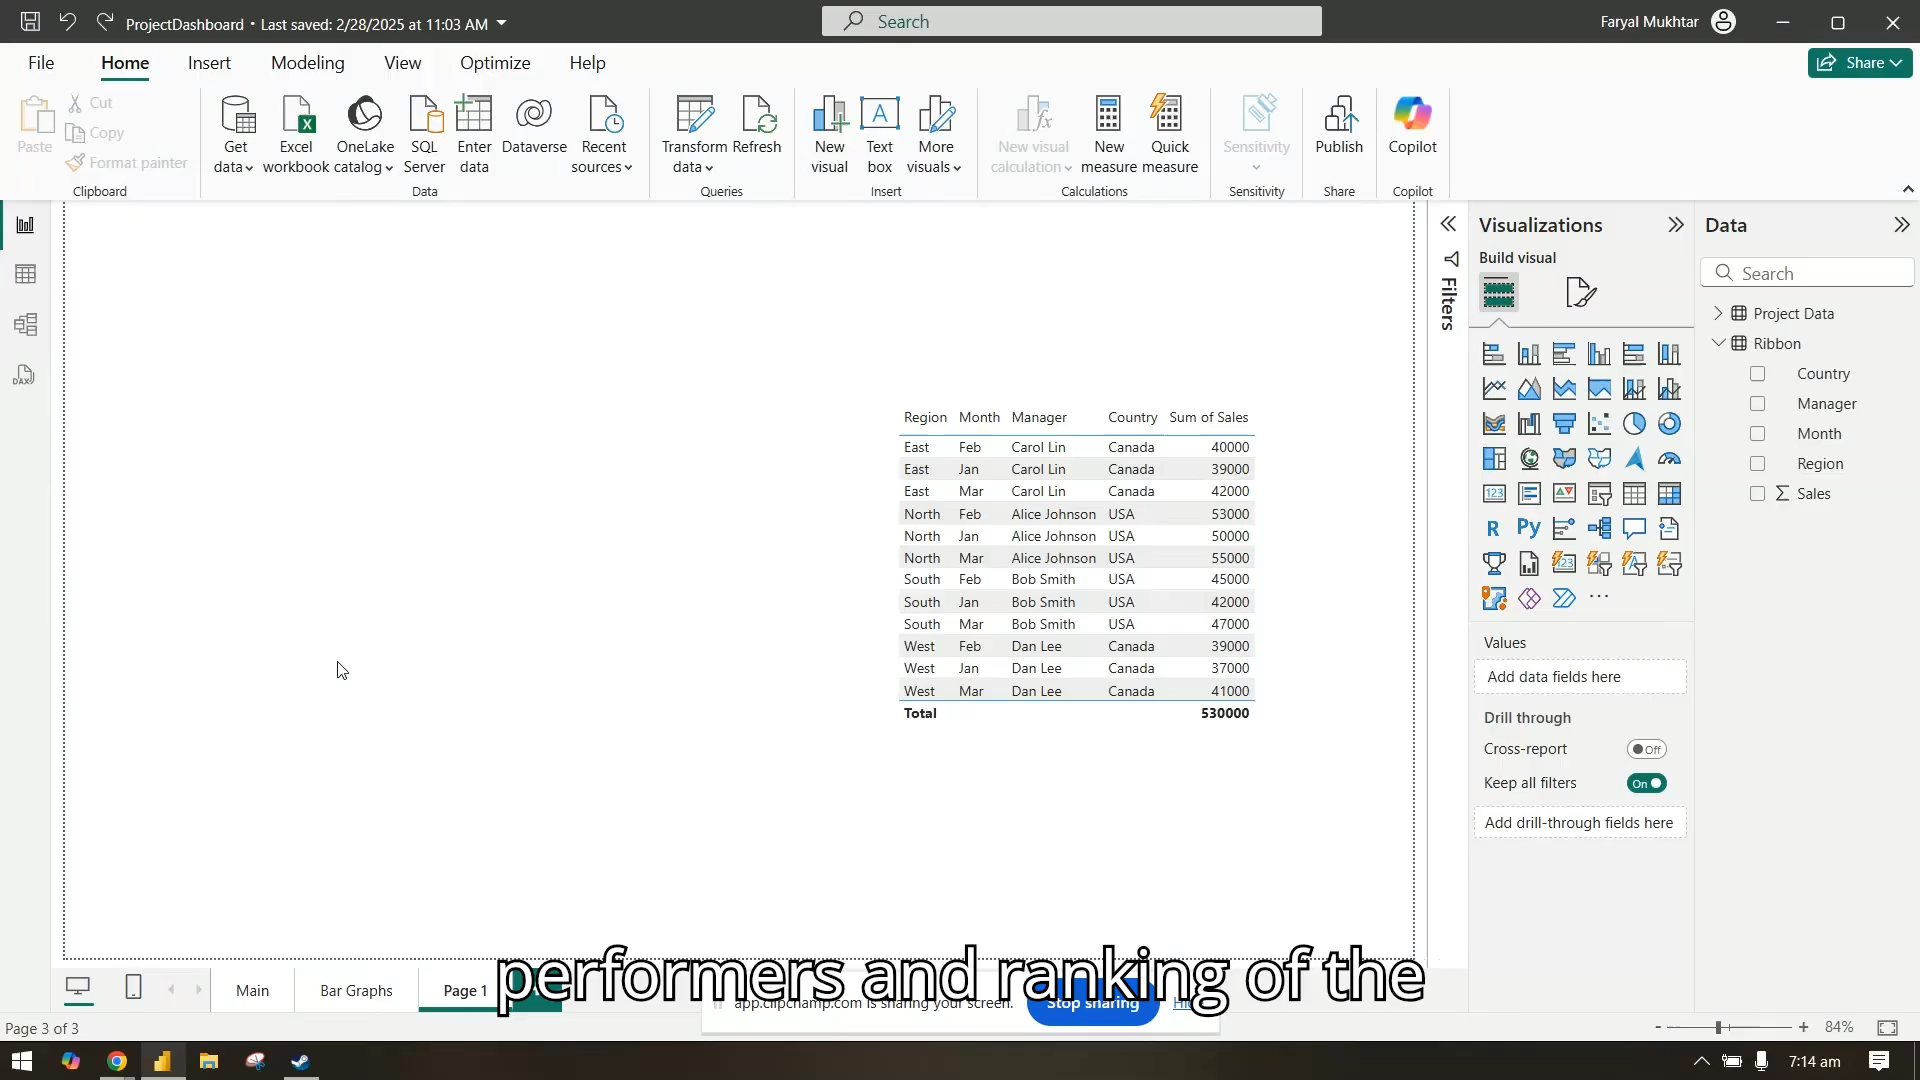 ProjectDashboard • Last saved: 2/28/2025 at 11:03 AM
Search
Faryal Mukhtar
File
Home
Insert
Modeling
View
Optimize
Help
Share
Paste
Cut
Copy
Format painter
Clipboard
Get data
Excel workbook
OneLake catalog
SQL Server
Enter data
Dataverse
Recent sources
Data
Transform data
Refresh
Queries
New visual
Text box
More visuals
Insert
New visual calculation
New measure
Quick measure
Calculations
Sensitivity
Sensitivity
Publish
Share
Copilot
Copilot
Region Month Manager Country Sum of Sales
East Feb Carol Lin Canada 40000
East Jan Carol Lin Canada 39000
East Mar Carol Lin Canada 42000
North Feb Alice Johnson USA 53000
North Jan Alice Johnson USA 50000
North Mar Alice Johnson USA 55000
South Feb Bob Smith USA 45000
South Jan Bob Smith USA 42000
South Mar Bob Smith USA 47000
West Feb Dan Lee Canada 39000
West Jan Dan Lee Canada 37000
West Mar Dan Lee Canada 41000
Total 530000
Filters
Visualizations
Build visual
123
R
Py
123
Values
Add data fields here
Drill through
Cross-report
Off
Keep all filters
On
Add drill-through fields here
Data
Search
Project Data
Ribbon
Country
Manager
Month
Region
Σ Sales
DAX
performers and ranking of the
Main
Bar Graphs
Page 1
app.clipchamp.com is sharing your screen.
Stop sharing
Page 3 of 3
- + 84%
7:14 am